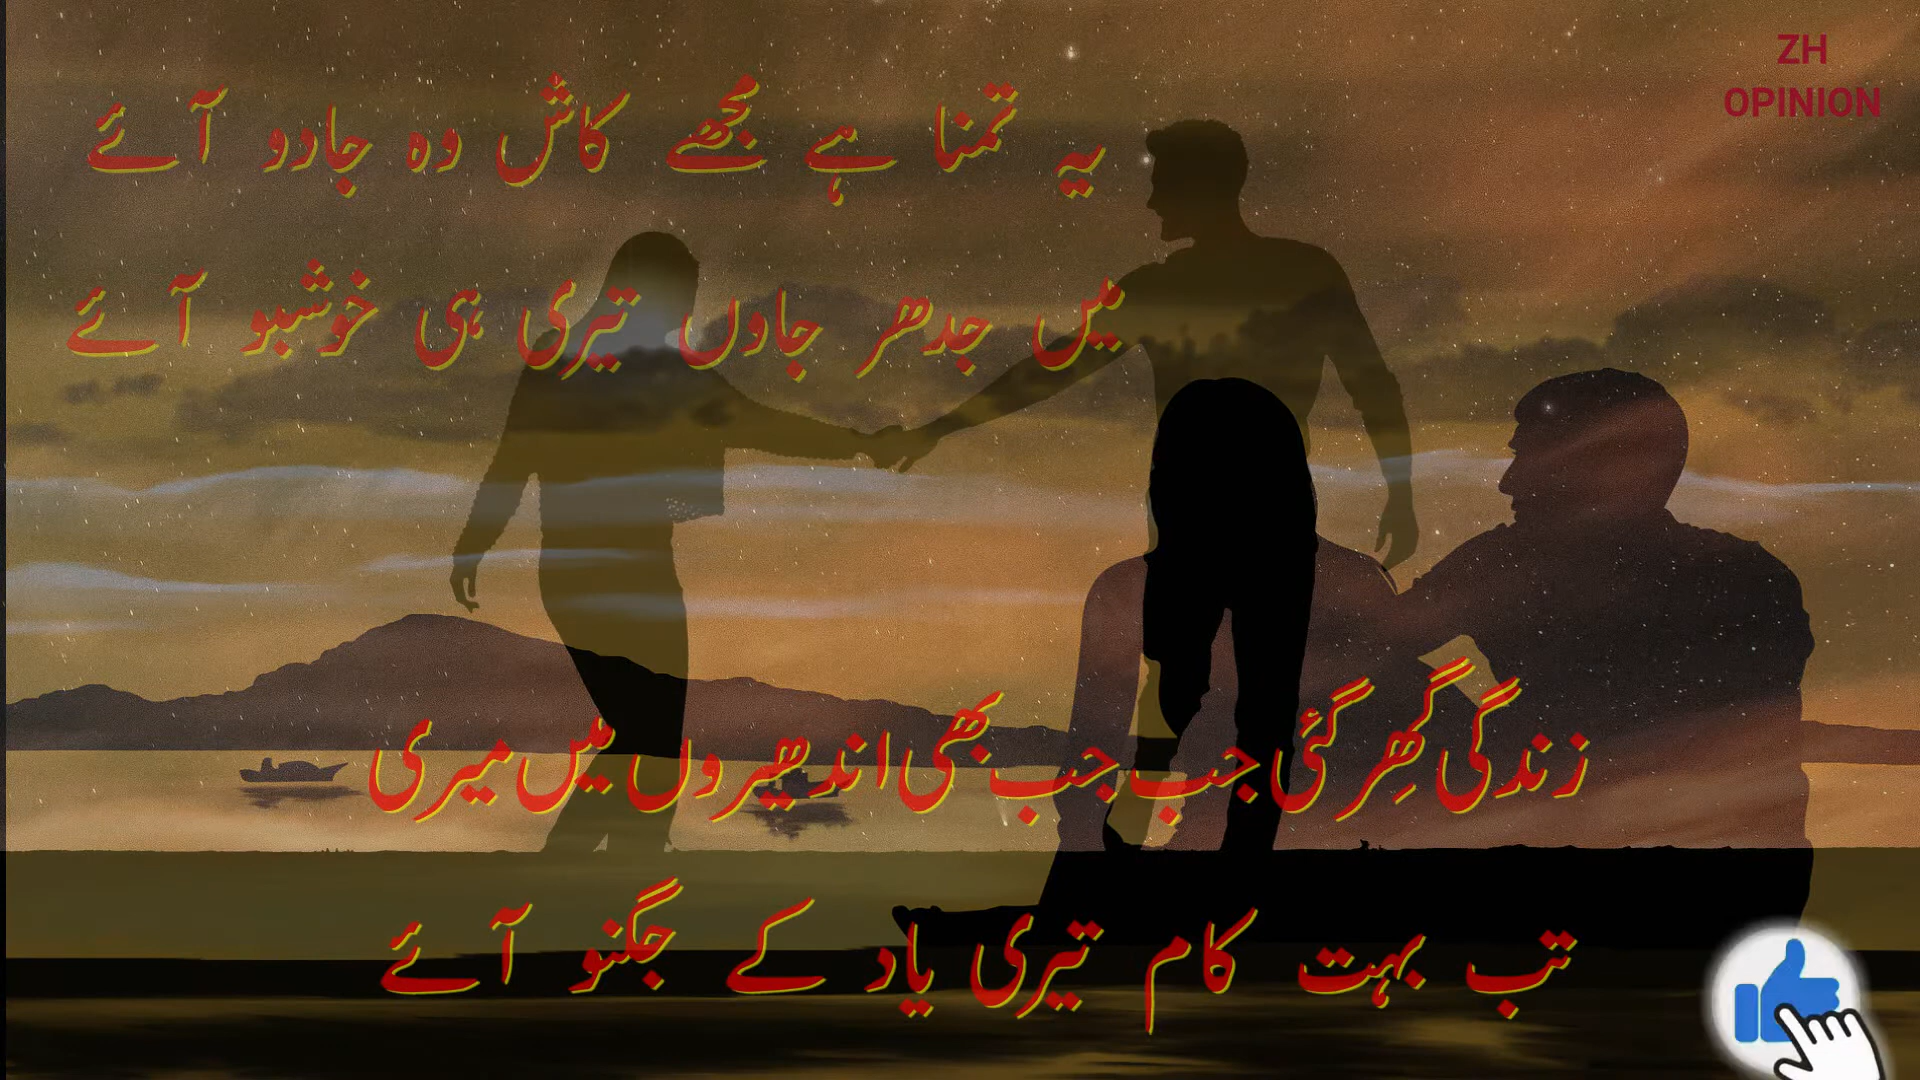 ZH
OPINION
یہ تمنا ہے مجھے کاش وہ جادو آئے
میں جدھر جاوں تیری ہی خوشبو آئے
زندگی گھِر گئی جب جب بھی اندھیروں میں میری
تب بہت کام تیری یاد کے جگنو آئے